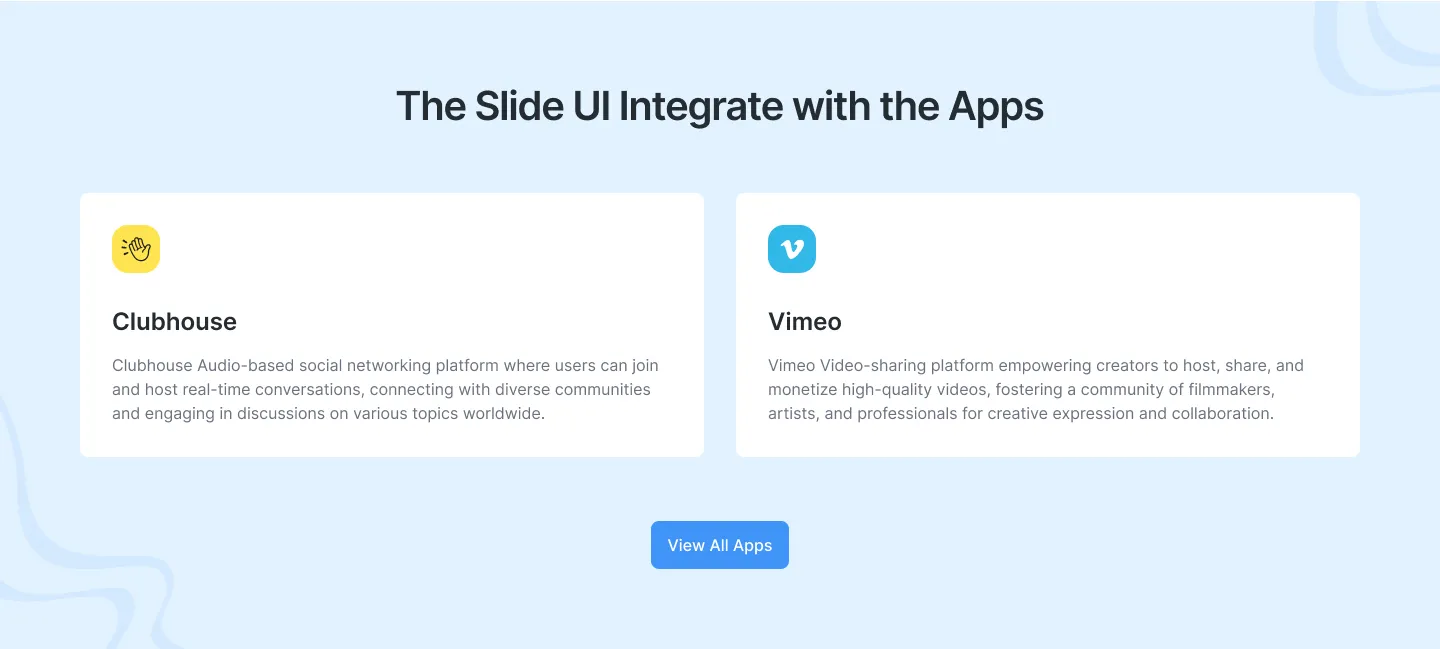 The Slide UI Integrate with the Apps
Clubhouse
Clubhouse Audio-based social networking platform where users can join
and host real-time conversations, connecting with diverse communities
and engaging in discussions on various topics worldwide.
Vimeo
Vimeo Video-sharing platform empowering creators to host, share, and
monetize high-quality videos, fostering a community of filmmakers,
artists, and professionals for creative expression and collaboration.
View All Apps